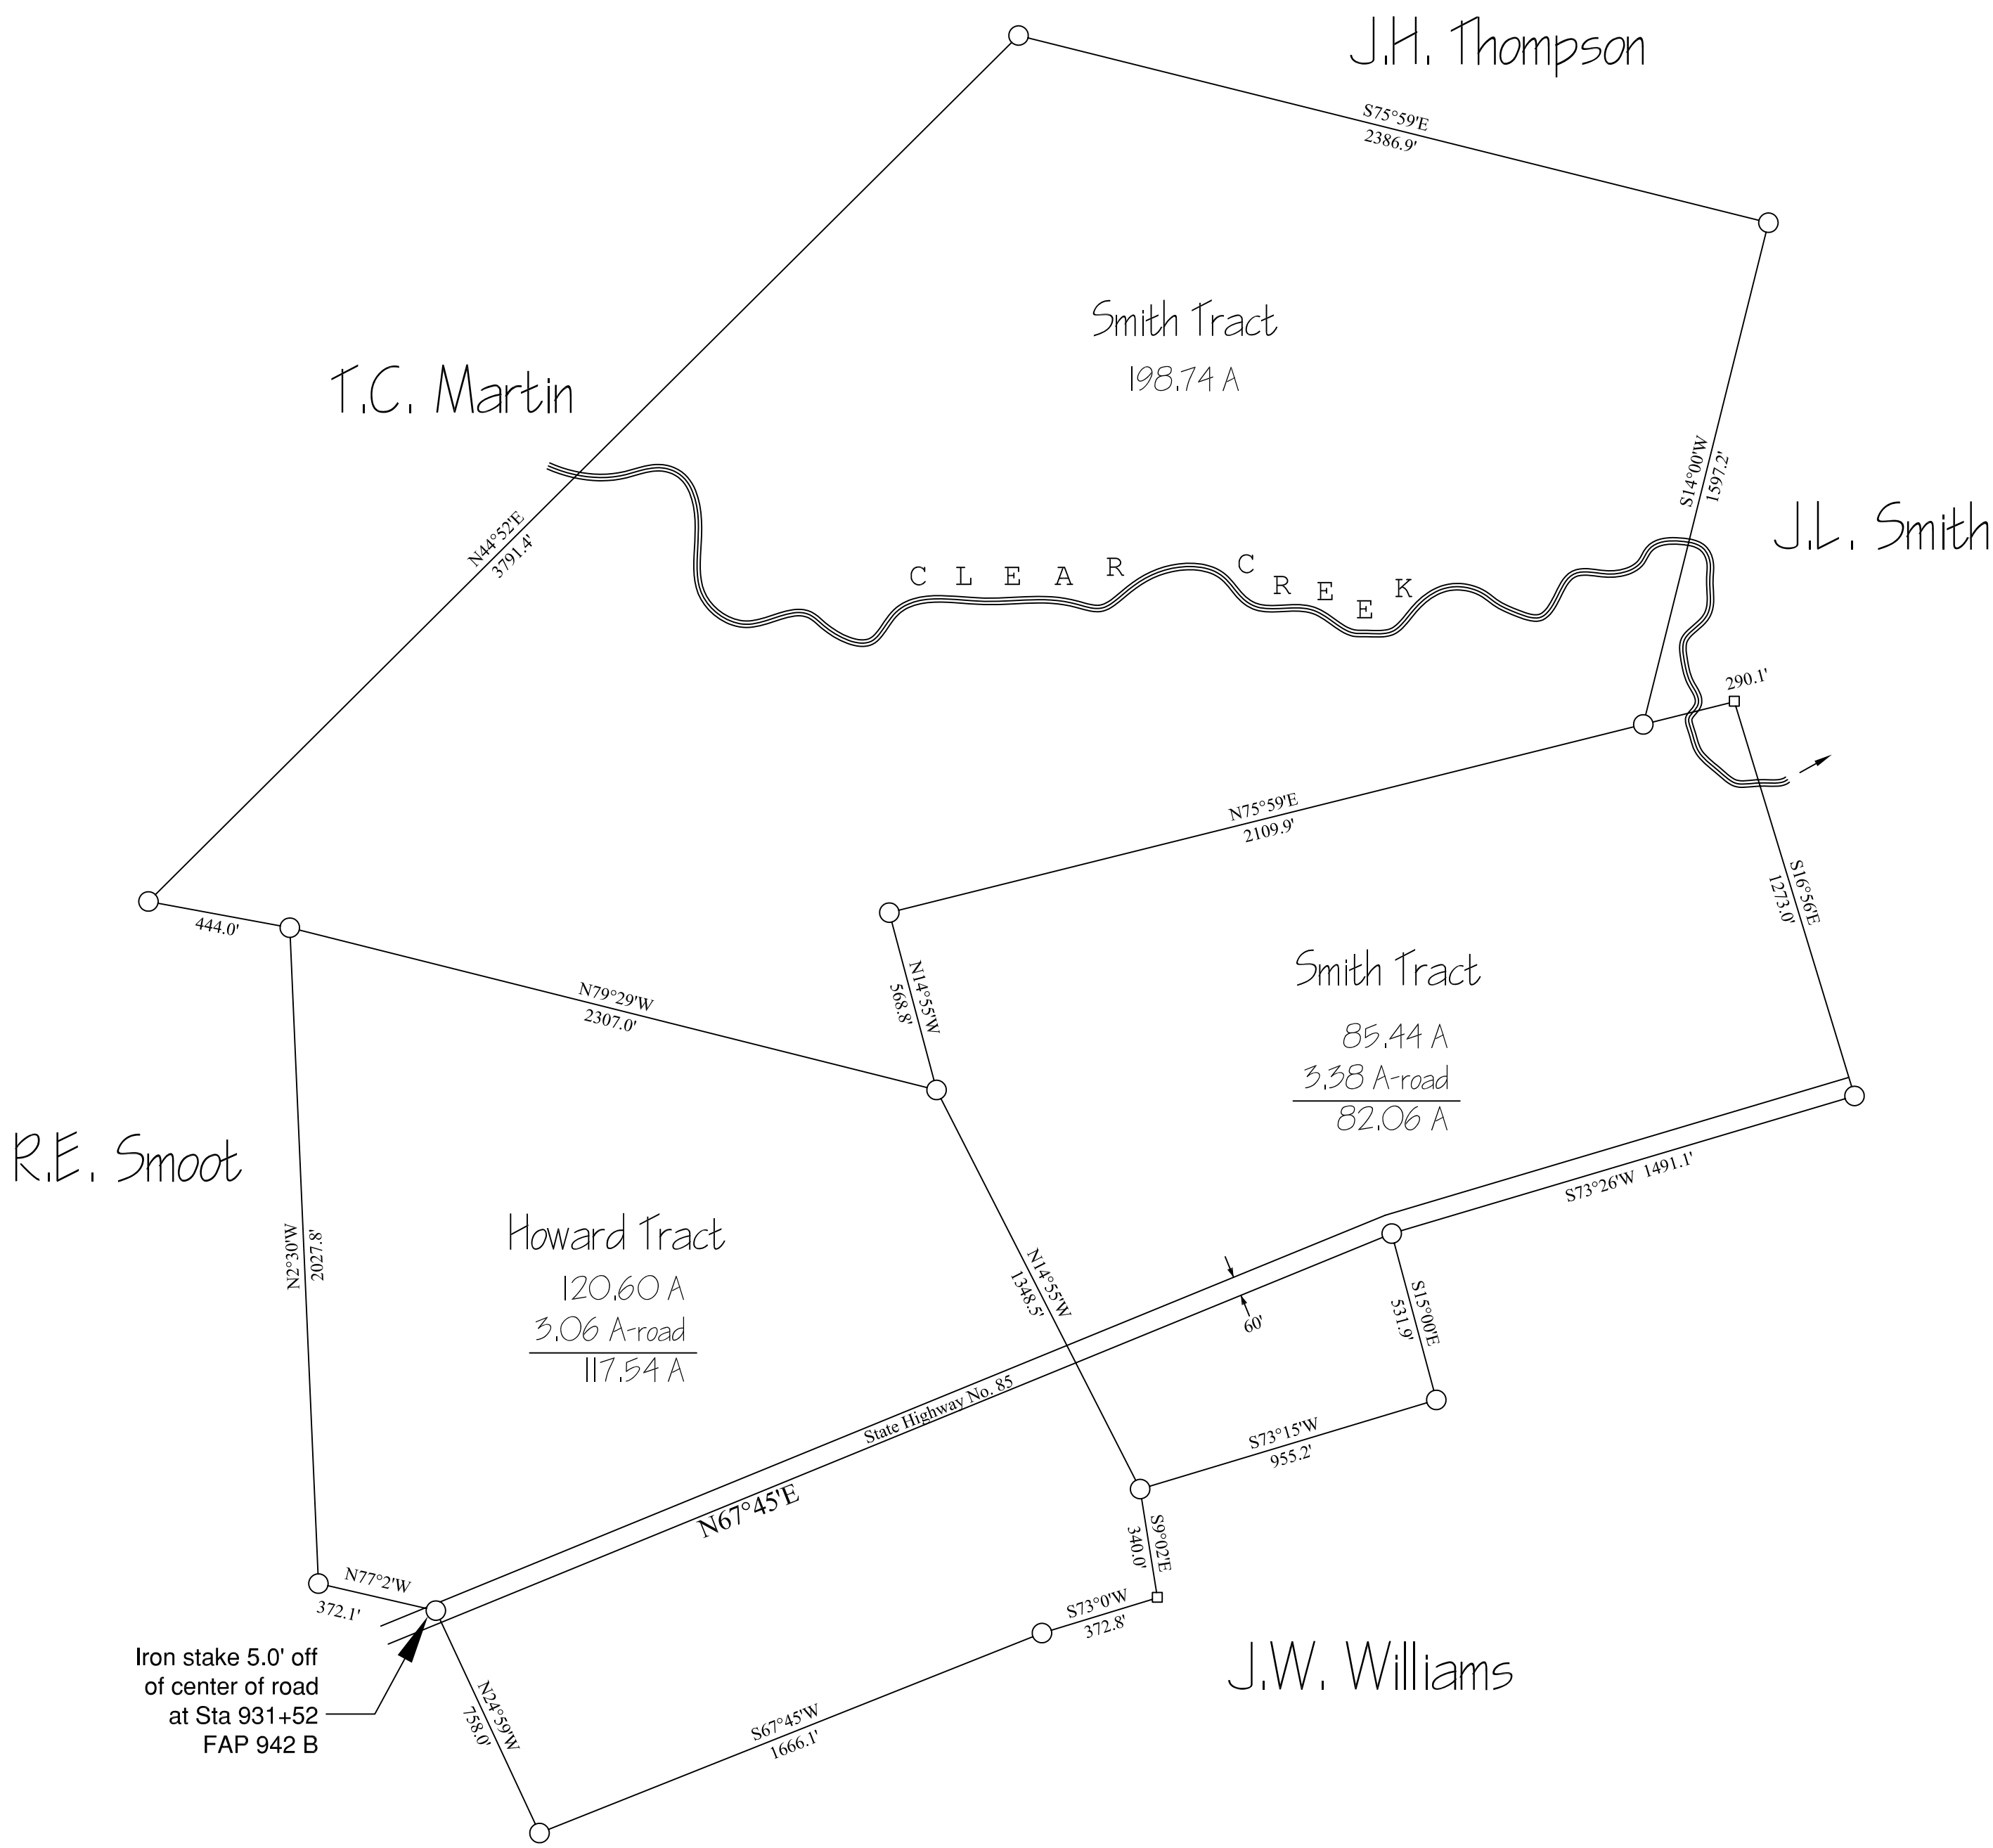 J.H. Thompson
S75°59'E
2386.9'
Smith Tract
198.74 A
T.C. Martin
N44°52'E
3791.4'
S14°00'W
1597.2'
J.L. Smith
CLEAR CREEK
290.1'
N75°59'E
2109.9'
S16°56'E
1273.0'
444.0'
N79°29'W
2307.0'
N14°55'W
568.8'
Smith Tract
85.44 A
3.38 A-road
82.06 A
R.E. Smoot
N2°30'W
2027.8'
Howard Tract
120.60 A
3.06 A-road
117.54 A
N14°55'W
1348.5'
S73°26'W 1491.1'
60'
S15°00'E
531.9'
State Highway No. 85
N67°45'E
S73°15'W
955.2'
S9°02'E
340.0'
N77°2'W
372.1'
S73°0'W
372.8'
J.W. Williams
Iron stake 5.0' off
of center of road
at Sta 931+52
FAP 942 B
N24°59'W
758.0'
S67°45'W
1666.1'